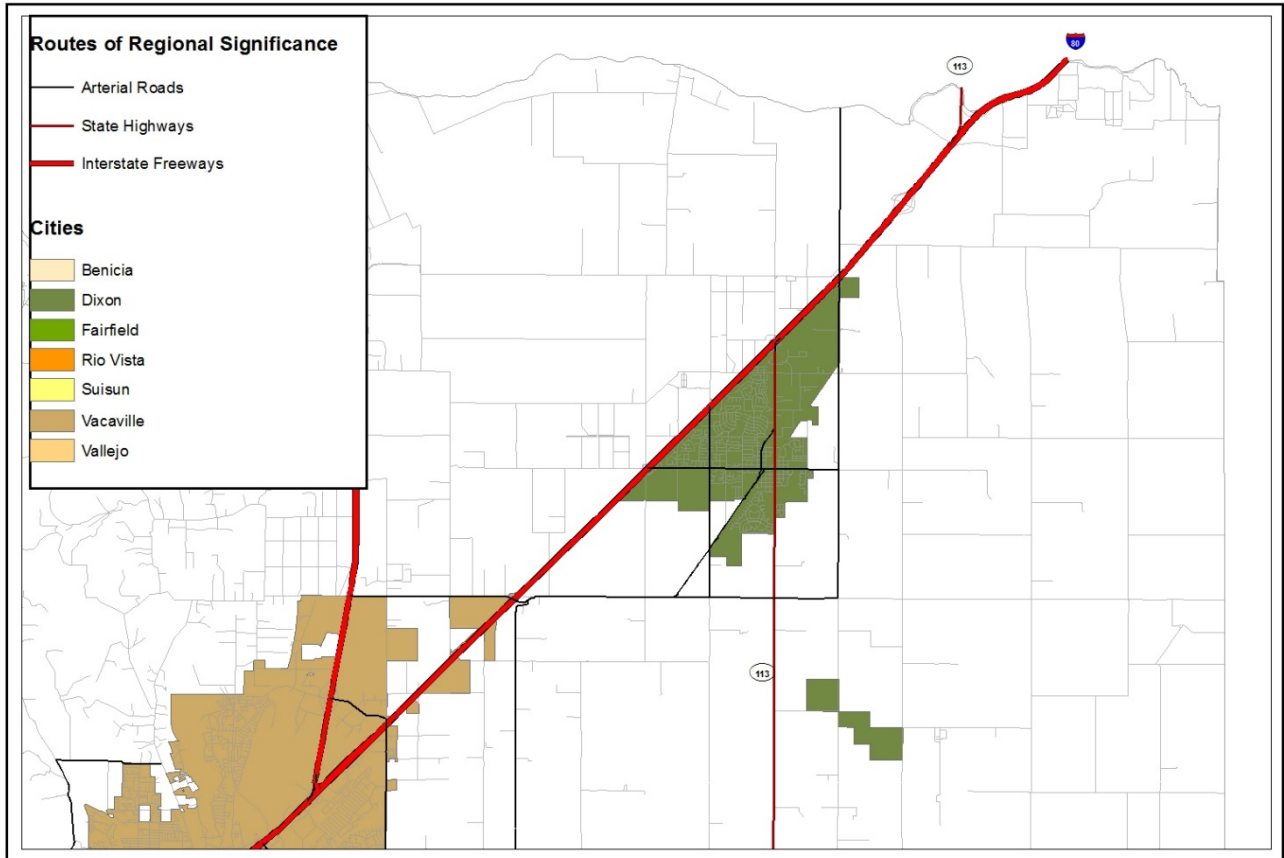 Routes of Regional Significance
Arterial Roads
State Highways
Interstate Freeways
Cities
Benicia
Dixon
Fairfield
Rio Vista
Suisun
Vacaville
Vallejo
80
113
113